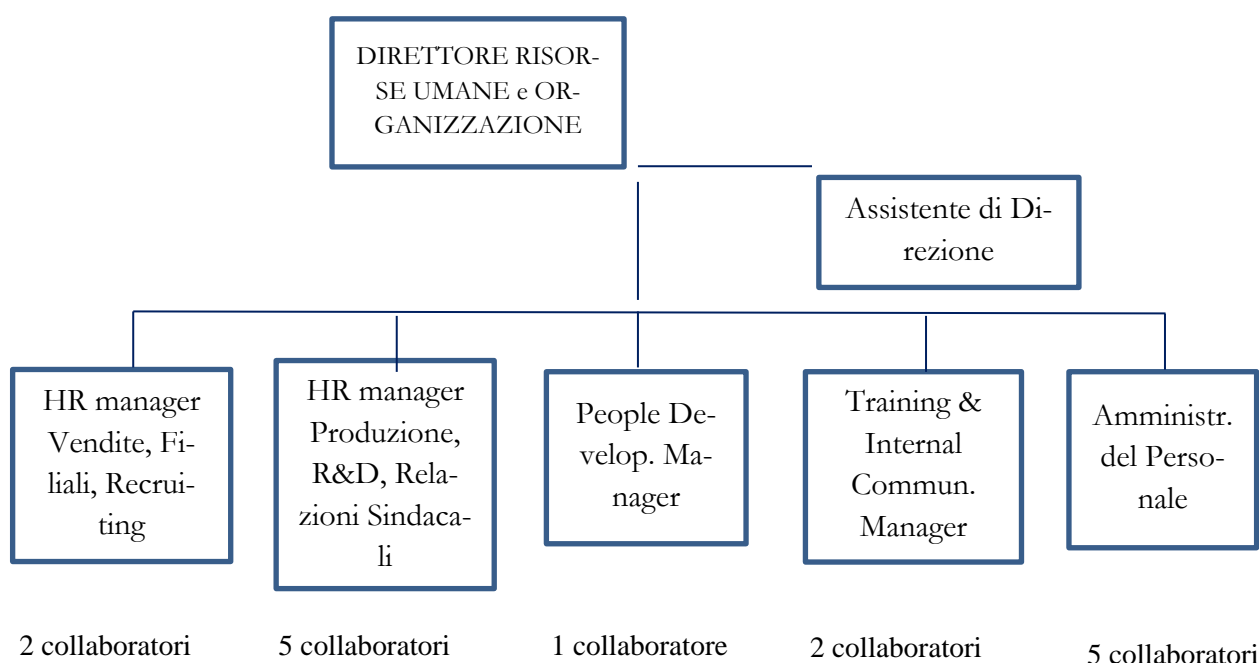 DIRETTORE RISOR-
SE UMANE e OR-
GANIZZAZIONE
Assistente di Di-
rezione
HR manager
Vendite, Fi-
liali, Recrui-
ting
HR manager
Produzione,
R&D, Rela-
zioni Sindaca-
li
People De-
velop. Ma-
nager
Training &
Internal
Commun.
Manager
Amministr.
del Perso-
nale
2 collaboratori
5 collaboratori
1 collaboratore
2 collaboratori
5 collaboratori